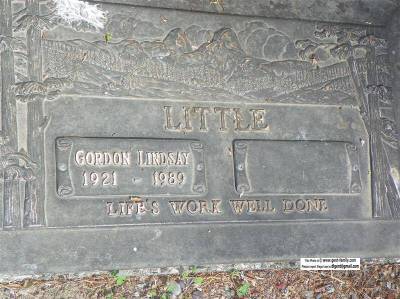 LITTLE
GORDON LINDSAY
1921 - 1989
LIFE'S WORK WELL DONE